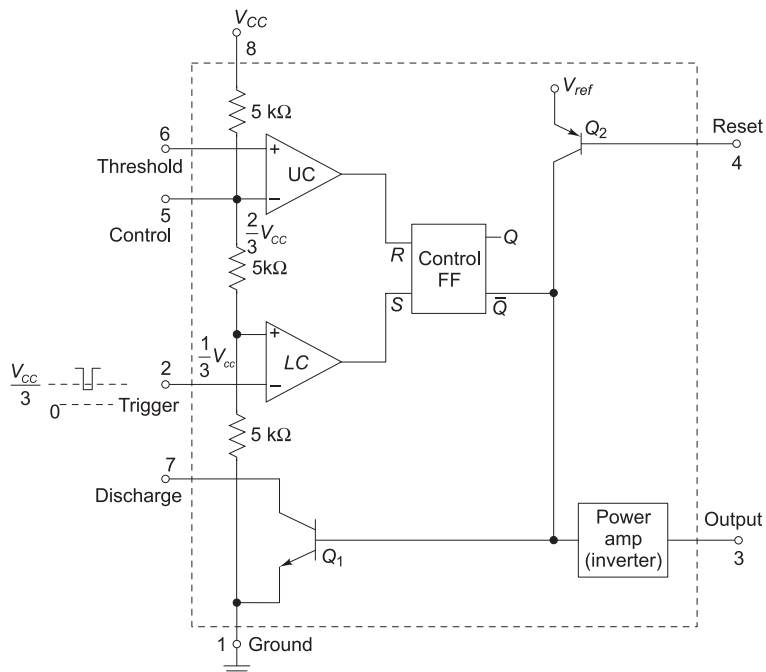 V_CC
8
5 kΩ
V_ref
Q_2
Reset
4
6
Threshold
+
UC
−
5
Control
2/3 V_CC
5kΩ
R
Control
FF
Q
S
Q̅
+
LC
−
1/3 V_cc
V_CC/3
0
2
Trigger
5 kΩ
7
Discharge
Q_1
Power
amp
(inverter)
Output
3
1
Ground